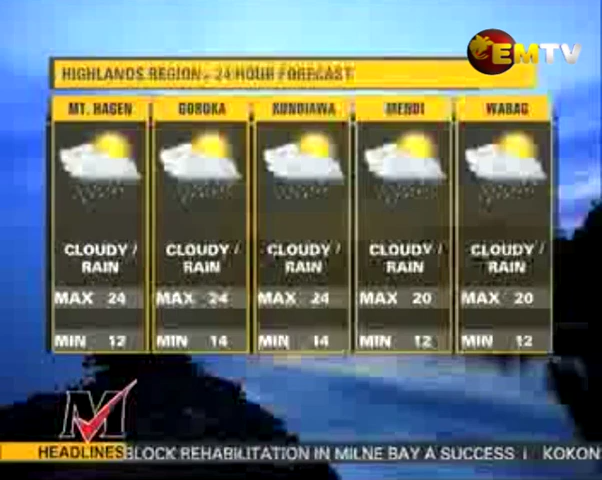 EMTV
HIGHLANDS REGION - 24 HOUR FORECAST
MT. HAGEN GOROKA KUNDIAWA MENDI WABAG
CLOUDY / RAIN CLOUDY / RAIN CLOUDY / RAIN CLOUDY / RAIN CLOUDY / RAIN
MAX 24 MAX 24 MAX 24 MAX 20 MAX 20
MIN 12 MIN 14 MIN 14 MIN 12 MIN 12
M
HEADLINES BLOCK REHABILITATION IN MILNE BAY A SUCCESS | KOKON